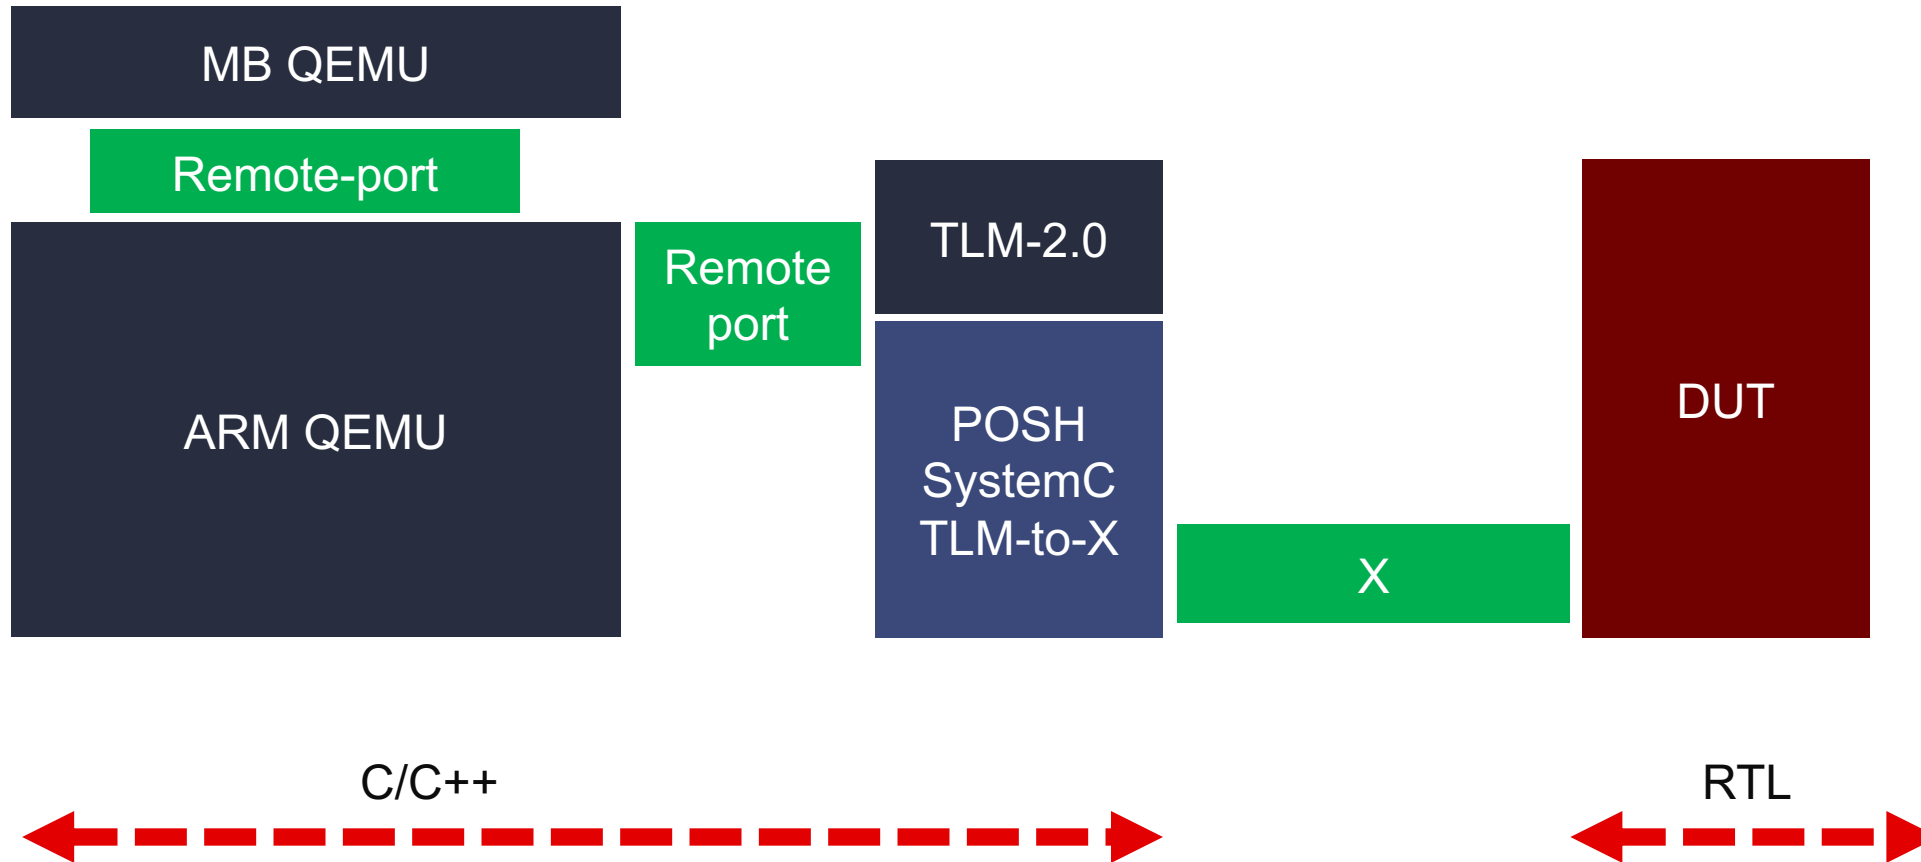 MB QEMU
Remote-port
ARM QEMU
Remote
port
TLM-2.0
POSH
SystemC
TLM-to-X
X
DUT
C/C++
RTL